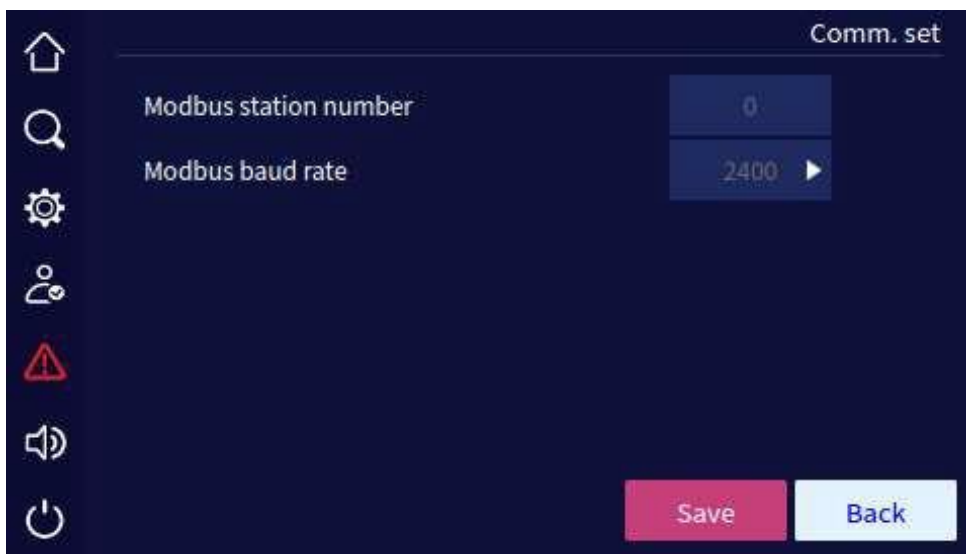 Comm. set
Modbus station number 0
Modbus baud rate 2400
Save Back